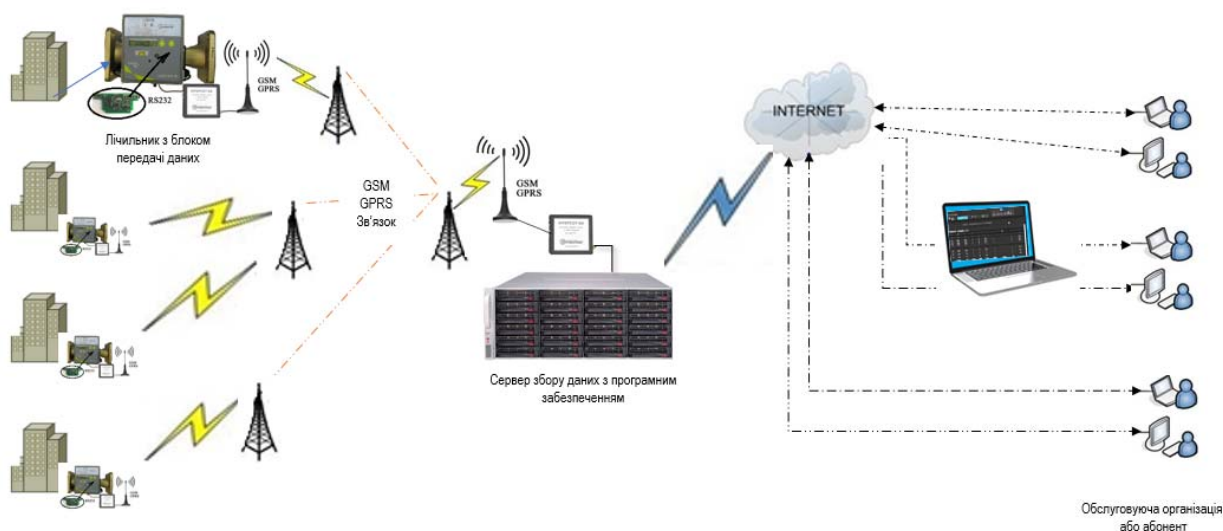 RS232
GSM
GPRS
Лічильник з блоком
передачі даних
GSM
GPRS
Зв'язок
GSM
GPRS
INTERNET
Сервер збору даних з програмним
забезпеченням
Обслуговуюча організація
або абонент